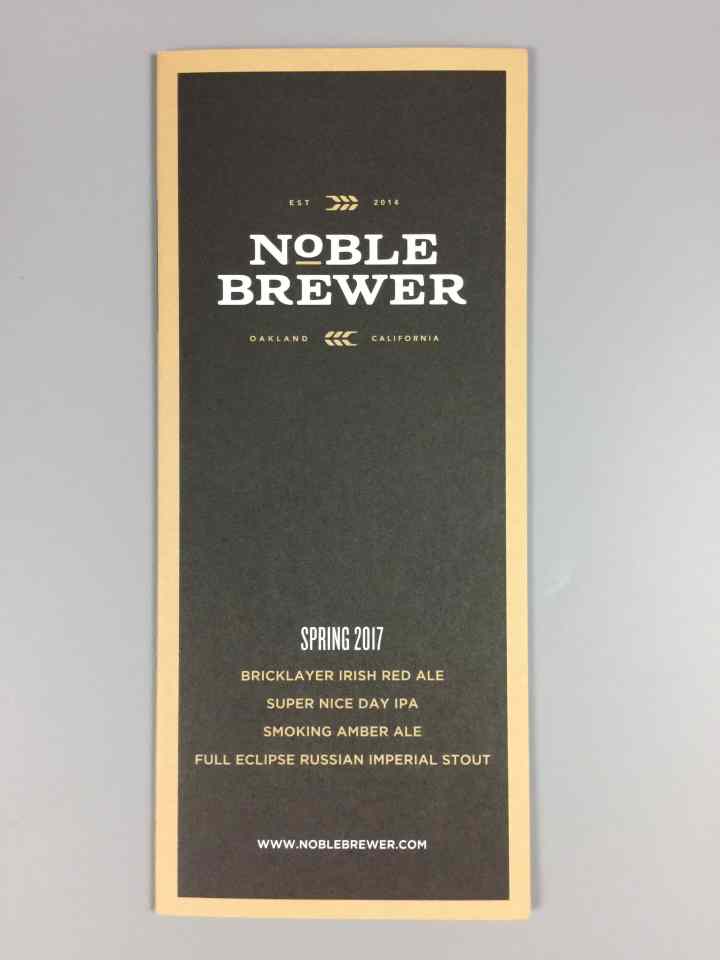 EST 2014
NOBLE
BREWER
OAKLAND CALIFORNIA
SPRING 2017
BRICKLAYER IRISH RED ALE
SUPER NICE DAY IPA
SMOKING AMBER ALE
FULL ECLIPSE RUSSIAN IMPERIAL STOUT
WWW.NOBLEBREWER.COM